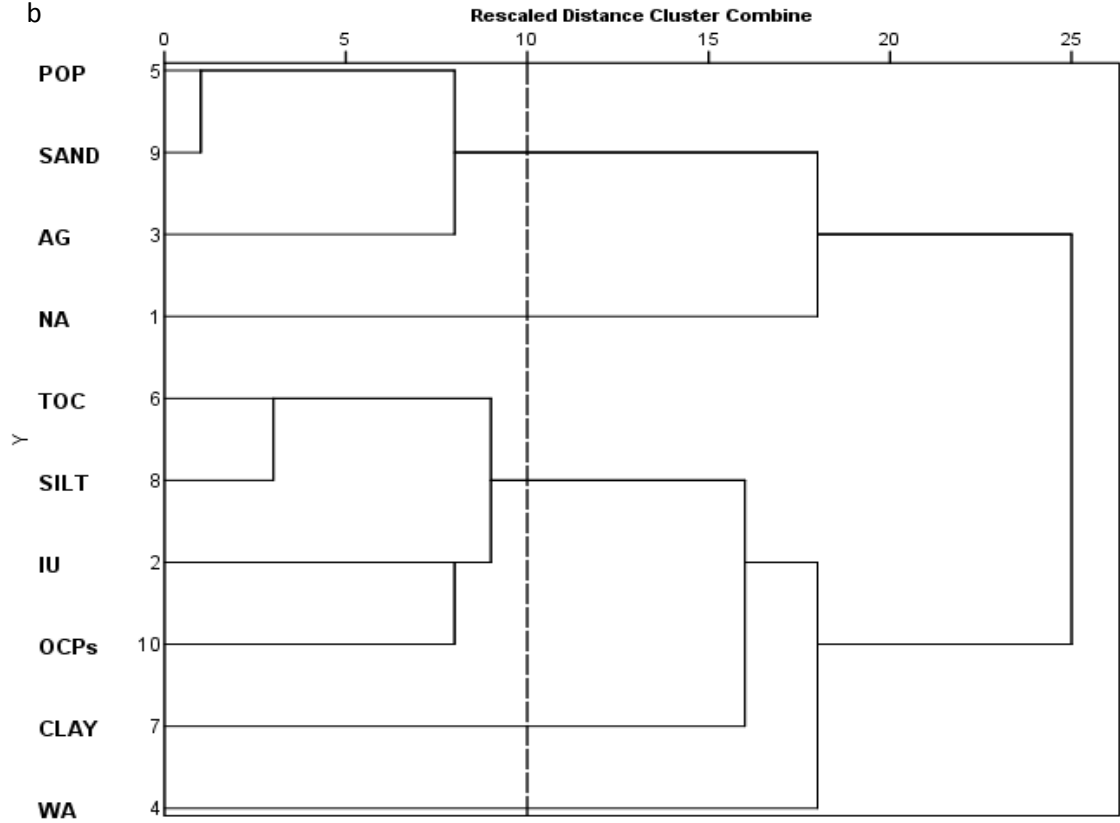 b
Rescaled Distance Cluster Combine
0 5 10 15 20 25
POP 5
SAND 9
AG 3
NA 1
TOC 6
Y
SILT 8
IU 2
OCPs 10
CLAY 7
WA 4